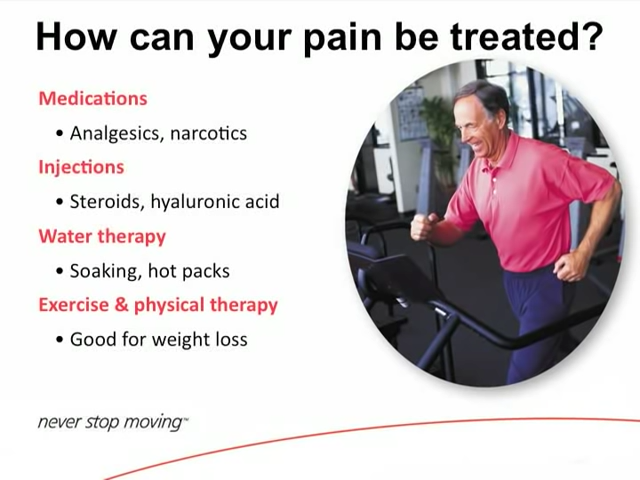 How can your pain be treated?
Medications
• Analgesics, narcotics
Injections
• Steroids, hyaluronic acid
Water therapy
• Soaking, hot packs
Exercise & physical therapy
• Good for weight loss
never stop moving™